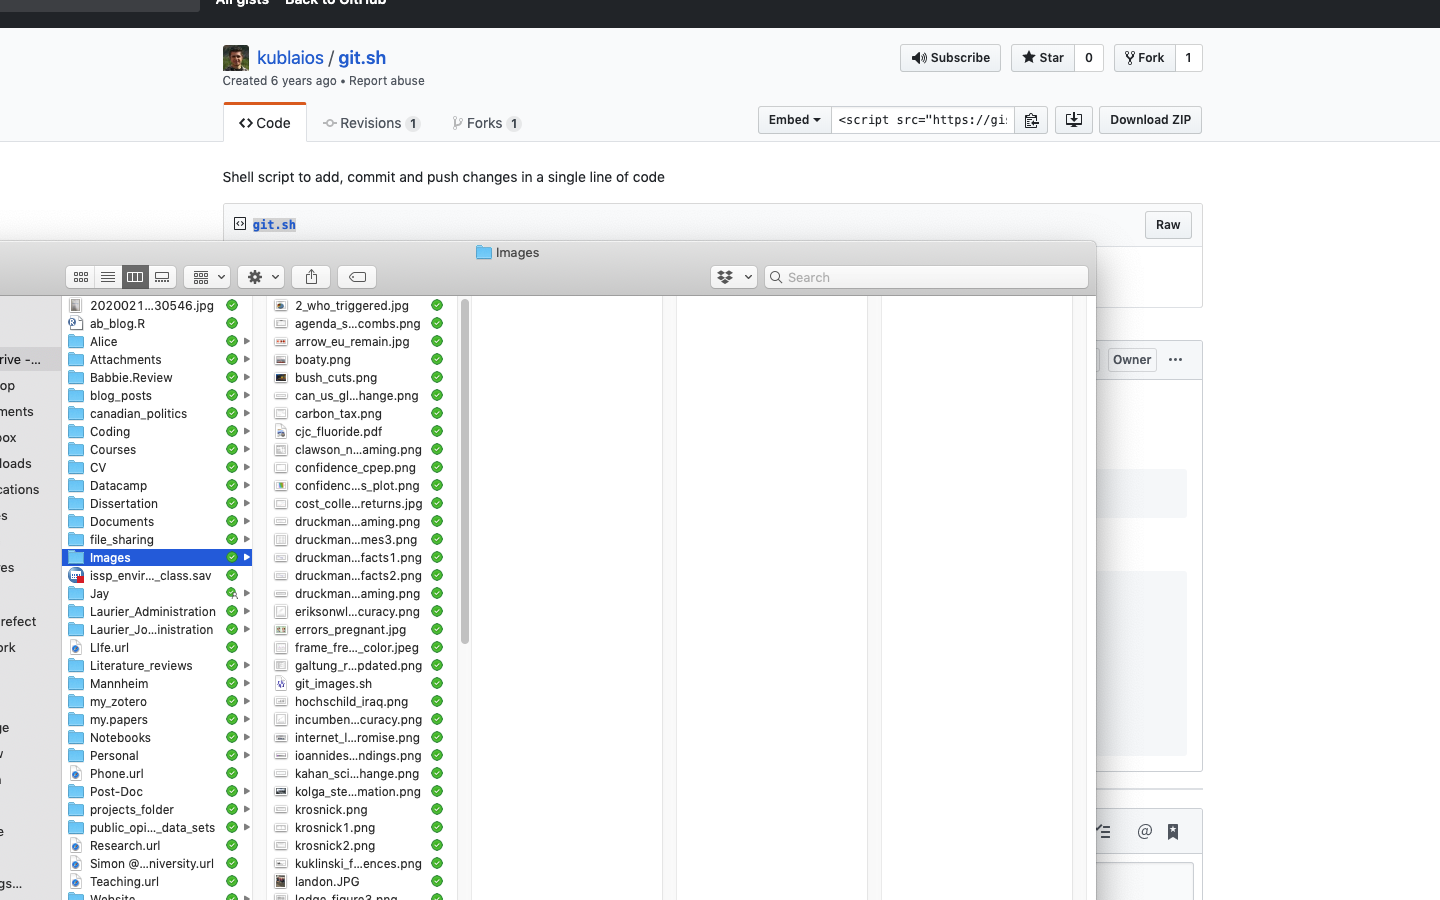 All gists Back to GitHub
kublaios / git.sh
Subscribe
Star 0
Fork 1
Created 6 years ago • Report abuse
Code
Revisions 1
Forks 1
Embed
<script src="https://gi
Download ZIP
Shell script to add, commit and push changes in a single line of code
git.sh
Raw
Images
Search
Owner
rive -...
op
ments
box
loads
cations
s
es
refect
ork
ge
w
e
gs...
2020021...30546.jpg
ab_blog.R
Alice
Attachments
Babbie.Review
blog_posts
canadian_politics
Coding
Courses
CV
Datacamp
Dissertation
Documents
file_sharing
Images
issp_envir..._class.sav
Jay
Laurier_Administration
Laurier_Jo...inistration
LIfe.url
Literature_reviews
Mannheim
my_zotero
my.papers
Notebooks
Personal
Phone.url
Post-Doc
projects_folder
public_opi..._data_sets
Research.url
Simon @...niversity.url
Teaching.url
Website
2_who_triggered.jpg
agenda_s...combs.png
arrow_eu_remain.jpg
boaty.png
bush_cuts.png
can_us_gl...hange.png
carbon_tax.png
cjc_fluoride.pdf
clawson_n...aming.png
confidence_cpep.png
confidenc...s_plot.png
cost_colle...returns.jpg
druckman...aming.png
druckman...mes3.png
druckman...facts1.png
druckman...facts2.png
druckman...aming.png
eriksonwl...curacy.png
errors_pregnant.jpg
frame_fre..._color.jpeg
galtung_r...pdated.png
git_images.sh
hochschild_iraq.png
incumben...curacy.png
internet_l...romise.png
ioannides...ndings.png
kahan_sci...hange.png
kolga_ste...mation.png
krosnick.png
krosnick1.png
krosnick2.png
kuklinski_f...ences.png
landon.JPG
lodge_figure3.png